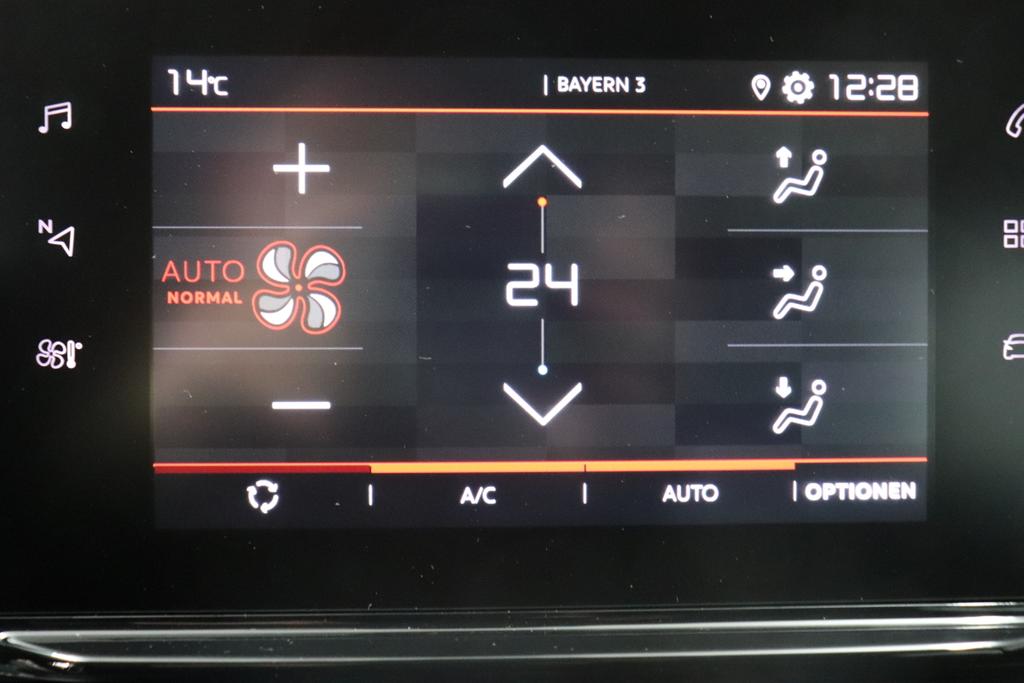 14°C | BAYERN 3 12:28
N
AUTO
NORMAL
24
A/C | AUTO | OPTIONEN